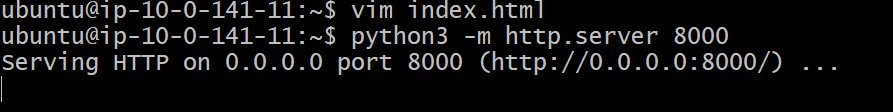 ubuntu@ip-10-0-141-11:~$ vim index.html
ubuntu@ip-10-0-141-11:~$ python3 -m http.server 8000
Serving HTTP on 0.0.0.0 port 8000 (http://0.0.0.0:8000/) ...